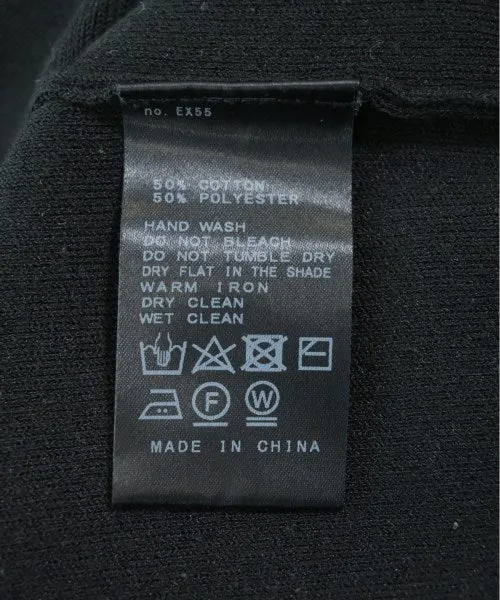 no. EX55
50% COTTON
50% POLYESTER
HAND WASH
DO NOT BLEACH
DO NOT TUMBLE DRY
DRY FLAT IN THE SHADE
WARM IRON
DRY CLEAN
WET CLEAN
F W
MADE IN CHINA